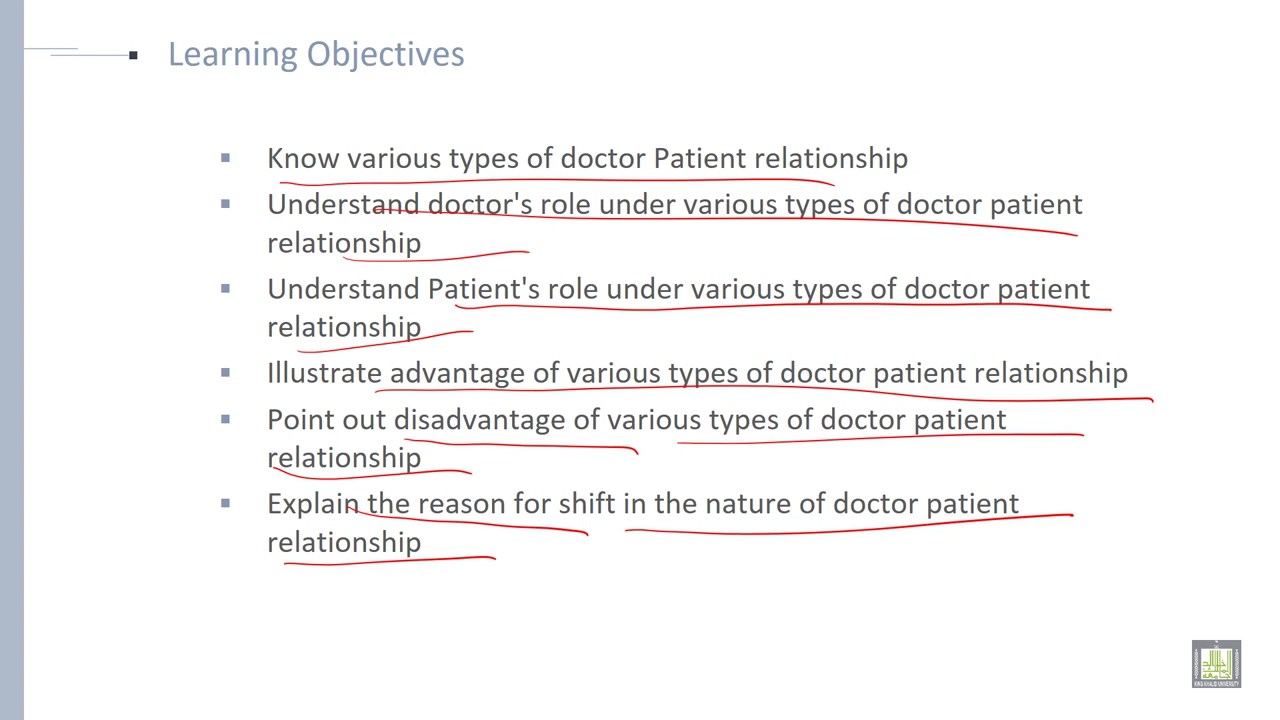 Learning Objectives
Know various types of doctor Patient relationship
Understand doctor's role under various types of doctor patient
relationship
Understand Patient's role under various types of doctor patient
relationship
Illustrate advantage of various types of doctor patient relationship
Point out disadvantage of various types of doctor patient
relationship
Explain the reason for shift in the nature of doctor patient
relationship
KING KHALID UNIVERSITY